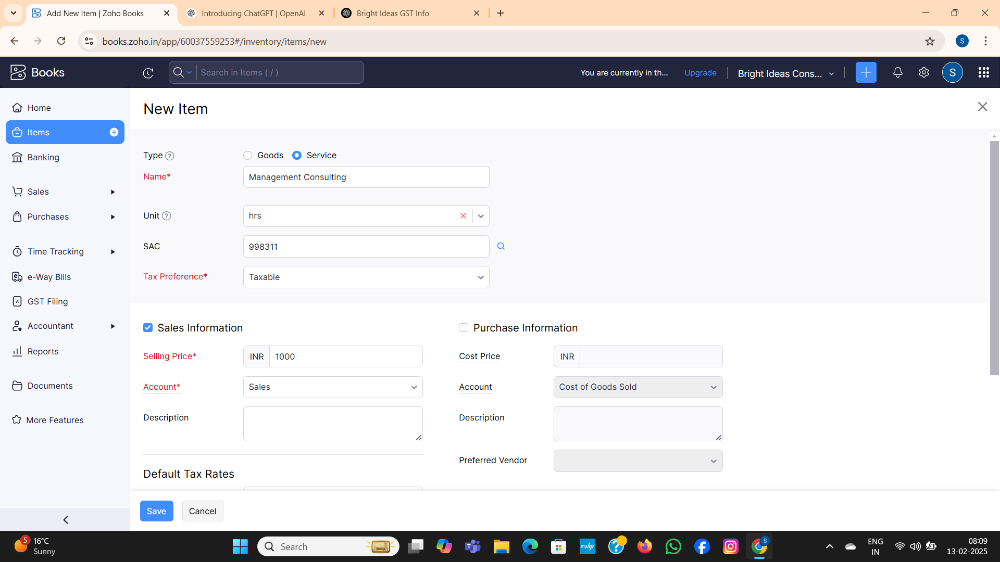 Add New Item | Zoho Books
Introducing ChatGPT | OpenAI
Bright Ideas GST Info
books.zoho.in/app/60037559253#/inventory/items/new
S
Books
Search in Items ( / )
You are currently in th...
Upgrade
Bright Ideas Cons...
S
Home
Items
Banking
Sales
Purchases
Time Tracking
e-Way Bills
GST Filing
Accountant
Reports
Documents
More Features
New Item
Type ?
Goods
Service
Name*
Management Consulting
Unit ?
hrs
SAC
998311
Tax Preference*
Taxable
Sales Information
Selling Price*
INR
1000
Account*
Sales
Description
Default Tax Rates
Purchase Information
Cost Price
INR
Account
Cost of Goods Sold
Description
Preferred Vendor
Save
Cancel
5
16°C
Sunny
Search
myhp
S
ENG
IN
08:09
13-02-2025